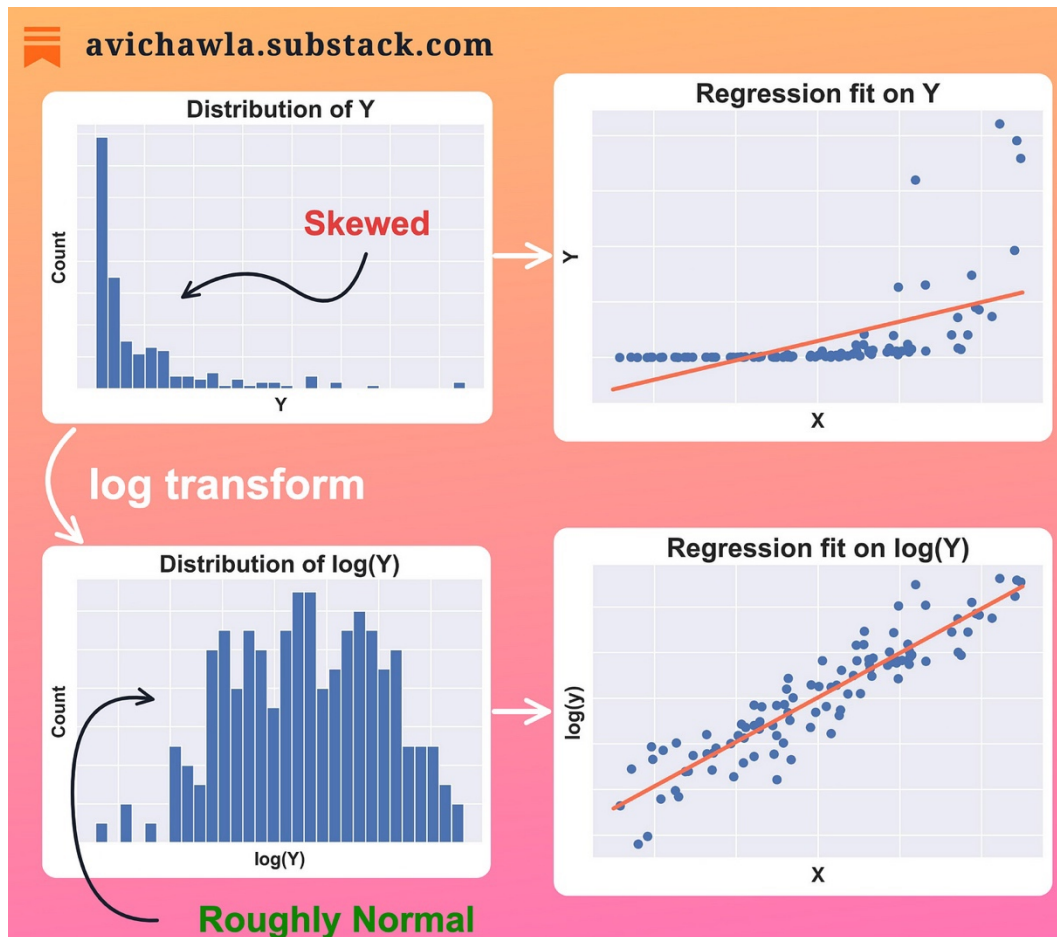 avichawla.substack.com
Distribution of Y
Count
Skewed
Y
Regression fit on Y
Y
X
log transform
Distribution of log(Y)
Count
log(Y)
Regression fit on log(Y)
log(y)
X
Roughly Normal